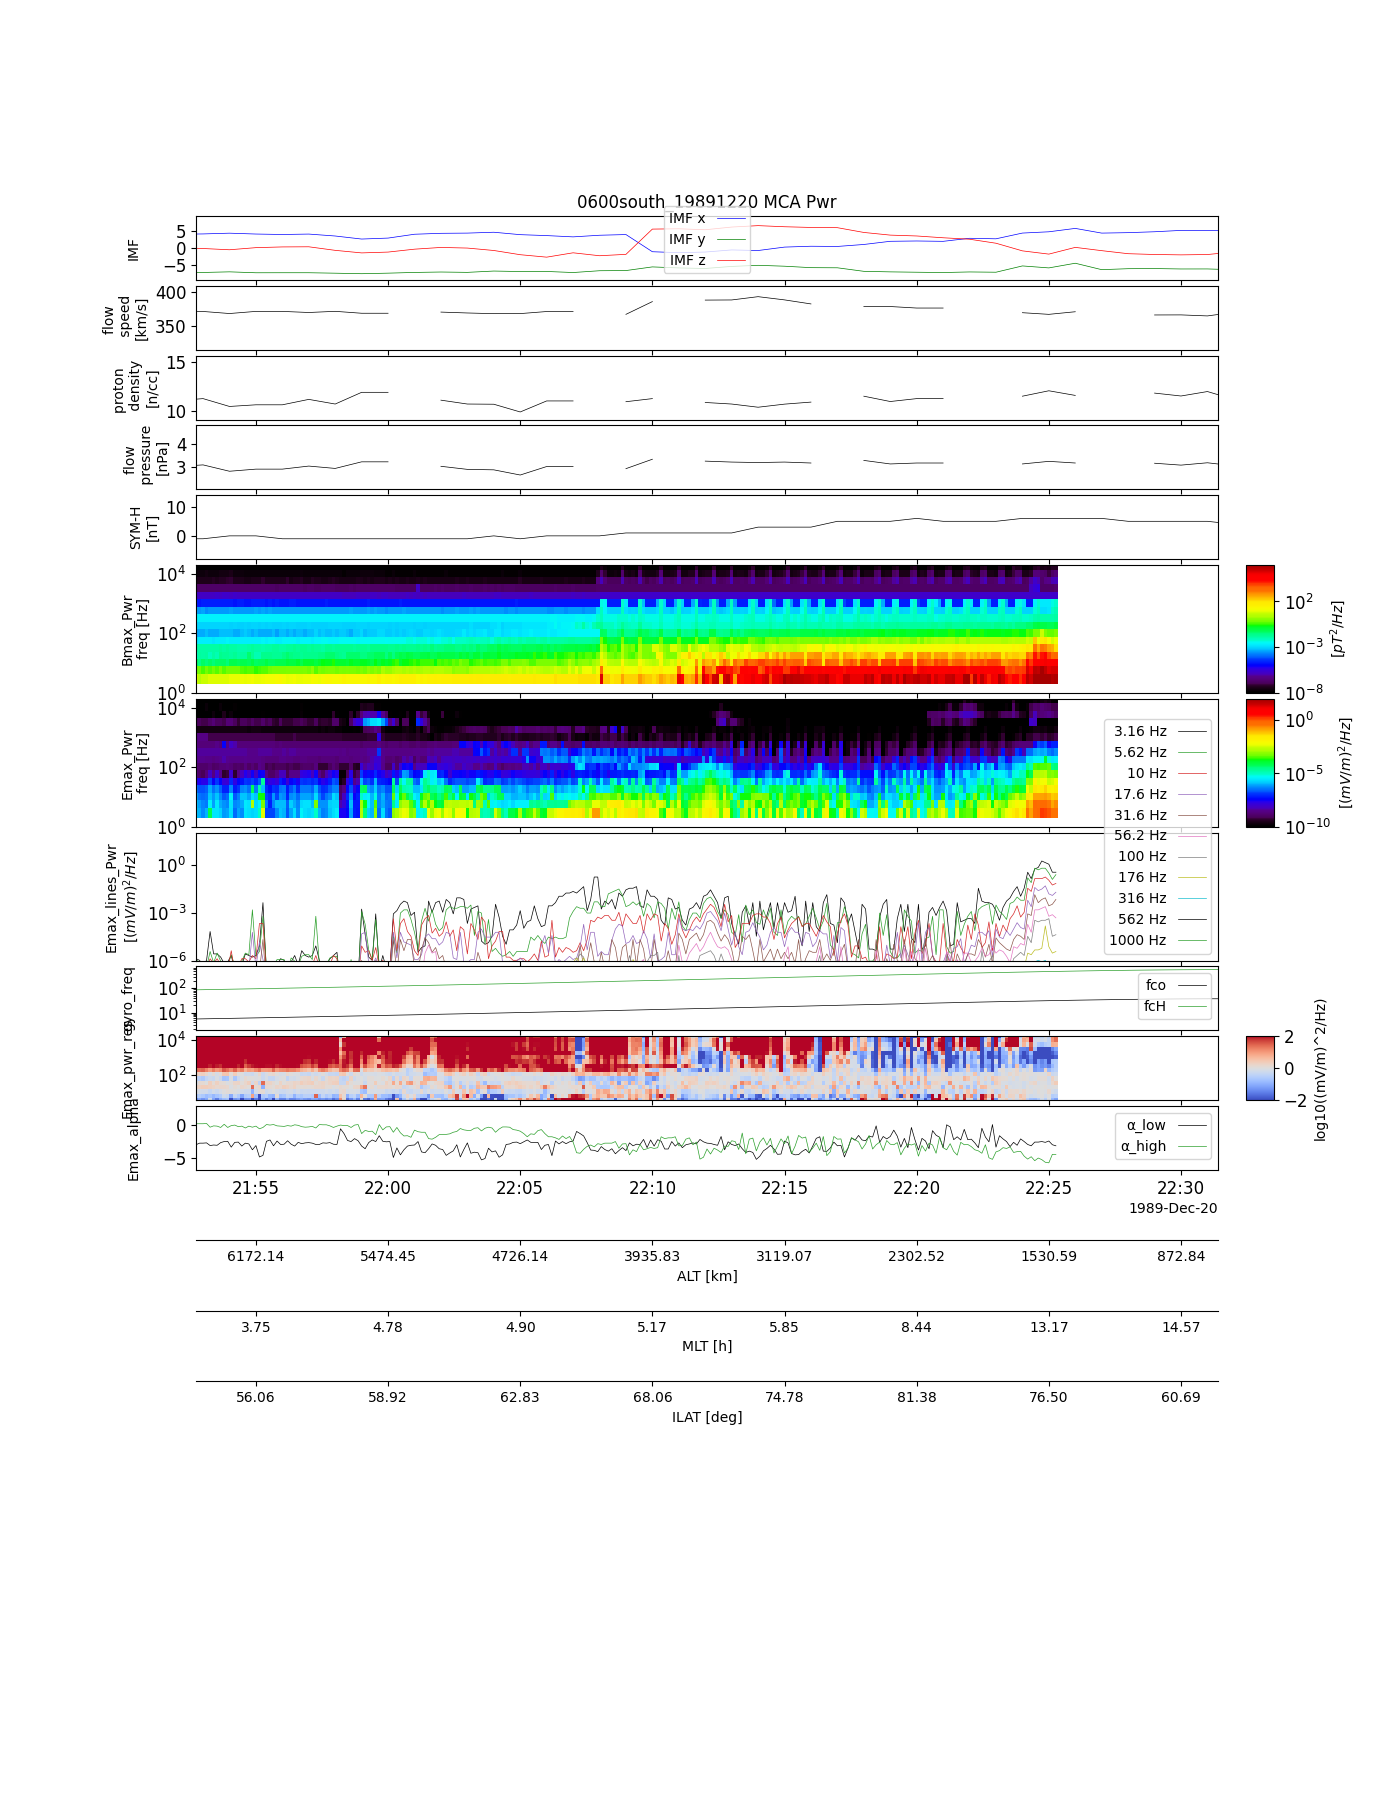 0600south_19891220 MCA Pwr
IMF
5
0
−5
IMF x
IMF y
IMF z
flow
speed
[km/s]
400
350
proton
density
[n/cc]
15
10
flow
pressure
[nPa]
4
3
SYM-H
[nT]
10
0
Bmax_Pwr
freq [Hz]
10^4
10^2
10^0
10^2
10^−3
10^−8
[pT^2/Hz]
Emax_Pwr
freq [Hz]
10^4
10^2
10^0
10^0
10^−5
10^−10
[(mV/m)^2/Hz]
3.16 Hz
5.62 Hz
10 Hz
17.6 Hz
31.6 Hz
56.2 Hz
100 Hz
176 Hz
316 Hz
562 Hz
1000 Hz
Emax_lines_Pwr
[(mV/m)^2/Hz]
10^0
10^−3
10^−6
gyro_freq
10^2
10^1
fco
fcH
Emax_pwr_reg
10^4
10^2
2
0
−2
log10((mV/m)^2/Hz)
Emax_alpha
0
−5
α_low
α_high
21:55 22:00 22:05 22:10 22:15 22:20 22:25 22:30
1989-Dec-20
6172.14 5474.45 4726.14 3935.83 3119.07 2302.52 1530.59 872.84
ALT [km]
3.75 4.78 4.90 5.17 5.85 8.44 13.17 14.57
MLT [h]
56.06 58.92 62.83 68.06 74.78 81.38 76.50 60.69
ILAT [deg]